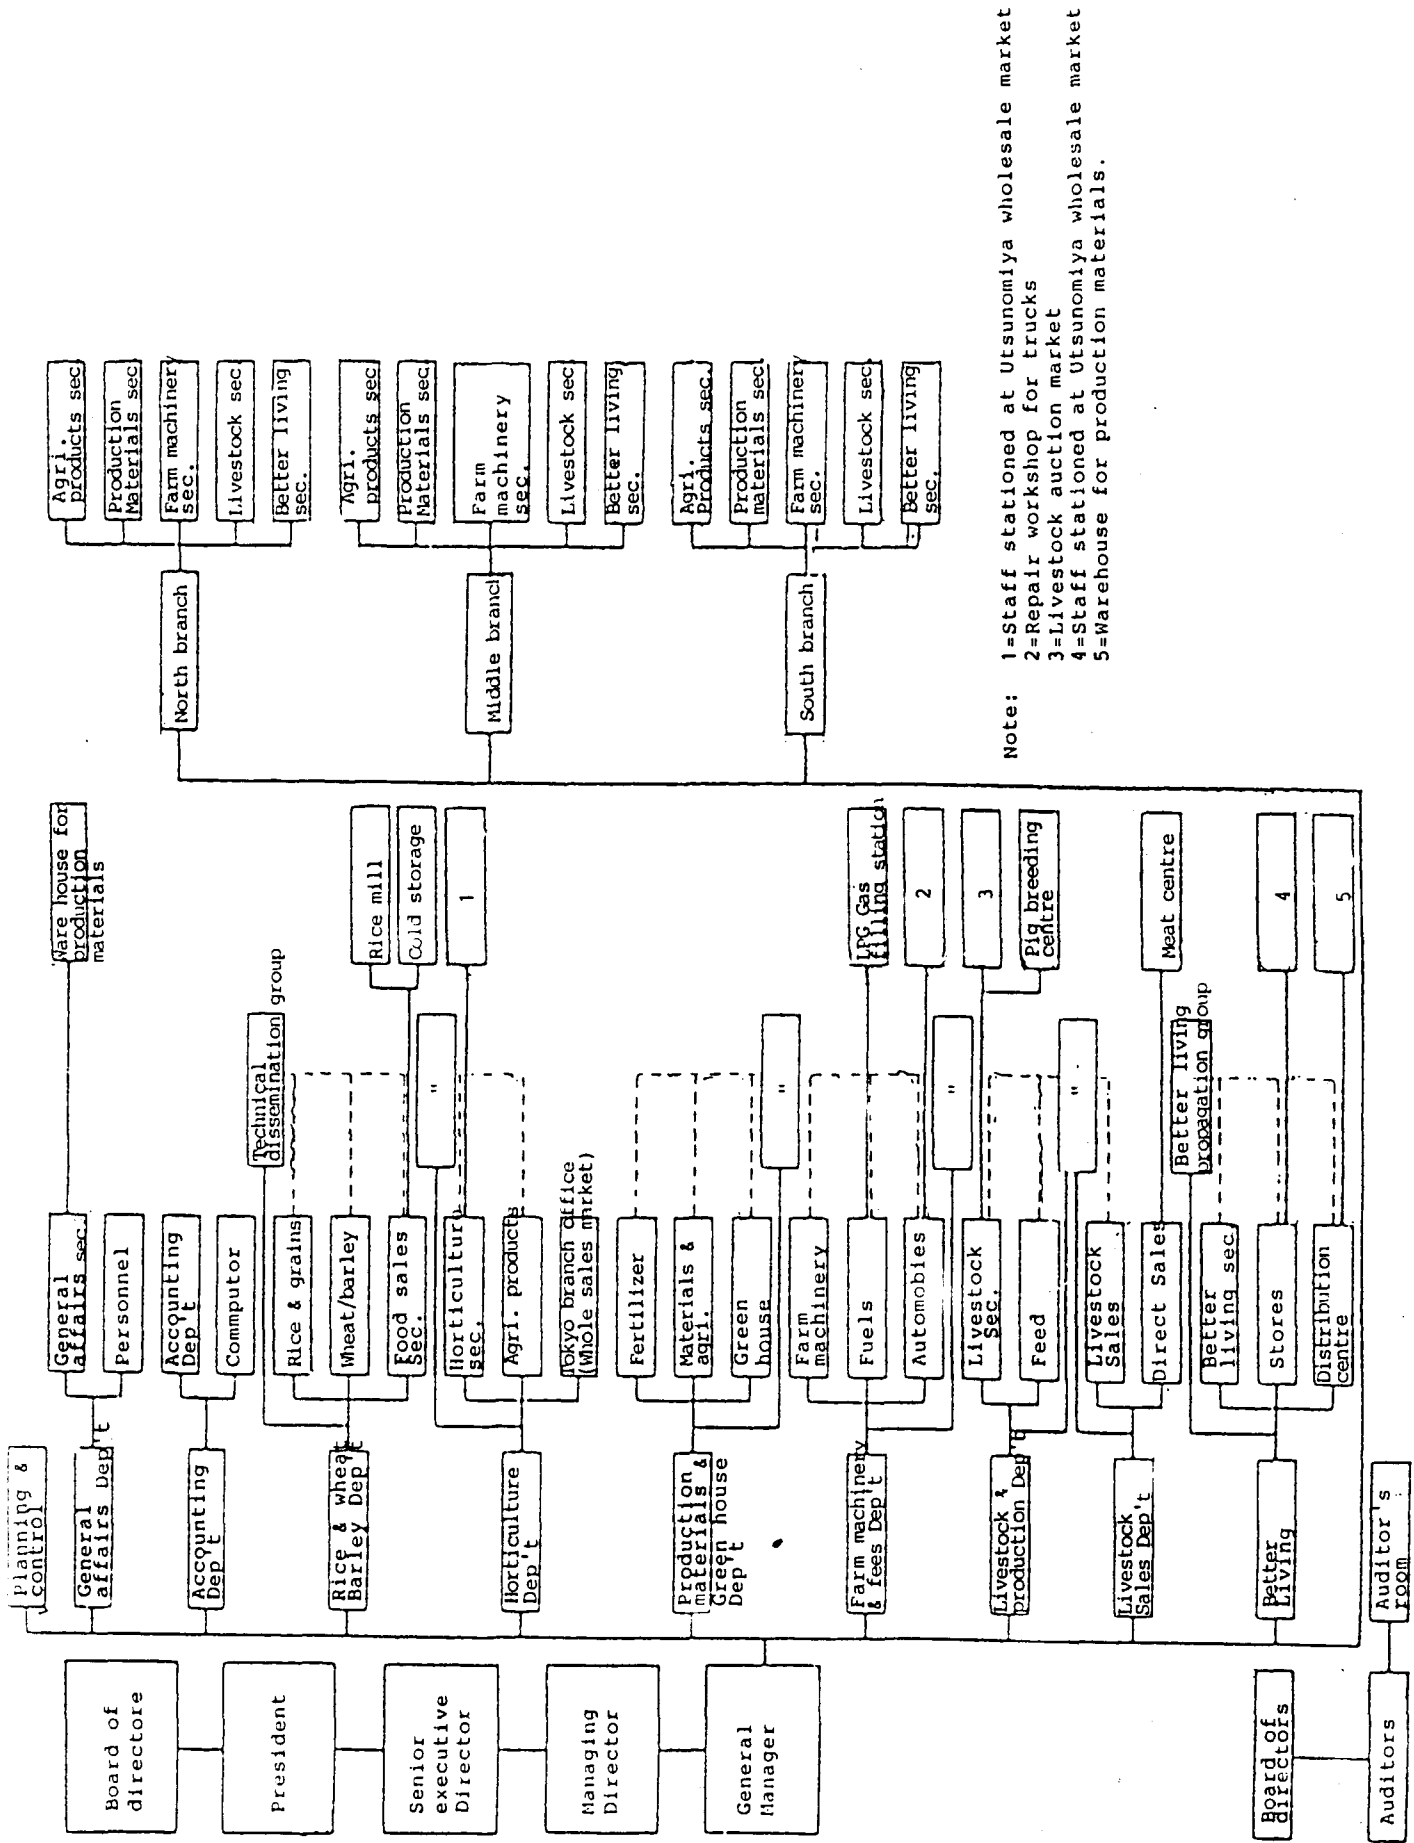 Board of
directore
President
Senior
executive
Director
Managing
Director
General
Manager
Board of
directors
Auditors
Auditor's
room
Planning &
control
General
affairs Dep't
Accounting
Dep't
Rice & wheat
Barley Dep't
Horticulture
Dep't
Production
materials &
Green house
Dep't
Farm machinery
& fees Dep't
Livestock &
production Dep't
Livestock
Sales Dep't
Better
Living
General
affairs sec.
Personnel
Accounting
Dep't
Commputor
Rice & grains
Wheat/barley
Food sales
Sec.
Horticulture
sec.
Agri. products
Tokyo branch office
(Whole sales market)
Fertilizer
Materials &
agri.
Green
house
Farm
machinery
Fuels
Automobies
Livestock
Sec.
Feed
Livestock
Sales
Direct Sales
Better
living sec
Stores
Distribution
centre
Technical
dissemination group
"
"
"
"
Better living
propagation group
Ware house for
production
materials
Rice mill
Cold storage
1
LPG Gas
filling station
2
3
Pig breeding
centre
Meat centre
4
5
North branch
Middle branch
South branch
Agri.
products sec
Production
Materials sec
Farm machinery
sec.
Livestock sec
Better living
sec.
Agri.
products sec
Production
Materials sec
Farm
machinery
sec.
Livestock sec
Better living
sec.
Agri.
Products sec.
Production
materials sec
Farm machinery
sec.
Livestock sec
Better living
sec.
Note: 1=Staff stationed at Utsunomiya wholesale market
2=Repair workshop for trucks
3=Livestock auction market
4=Staff stationed at Utsunomiya wholesale market
5=Warehouse for production materials.